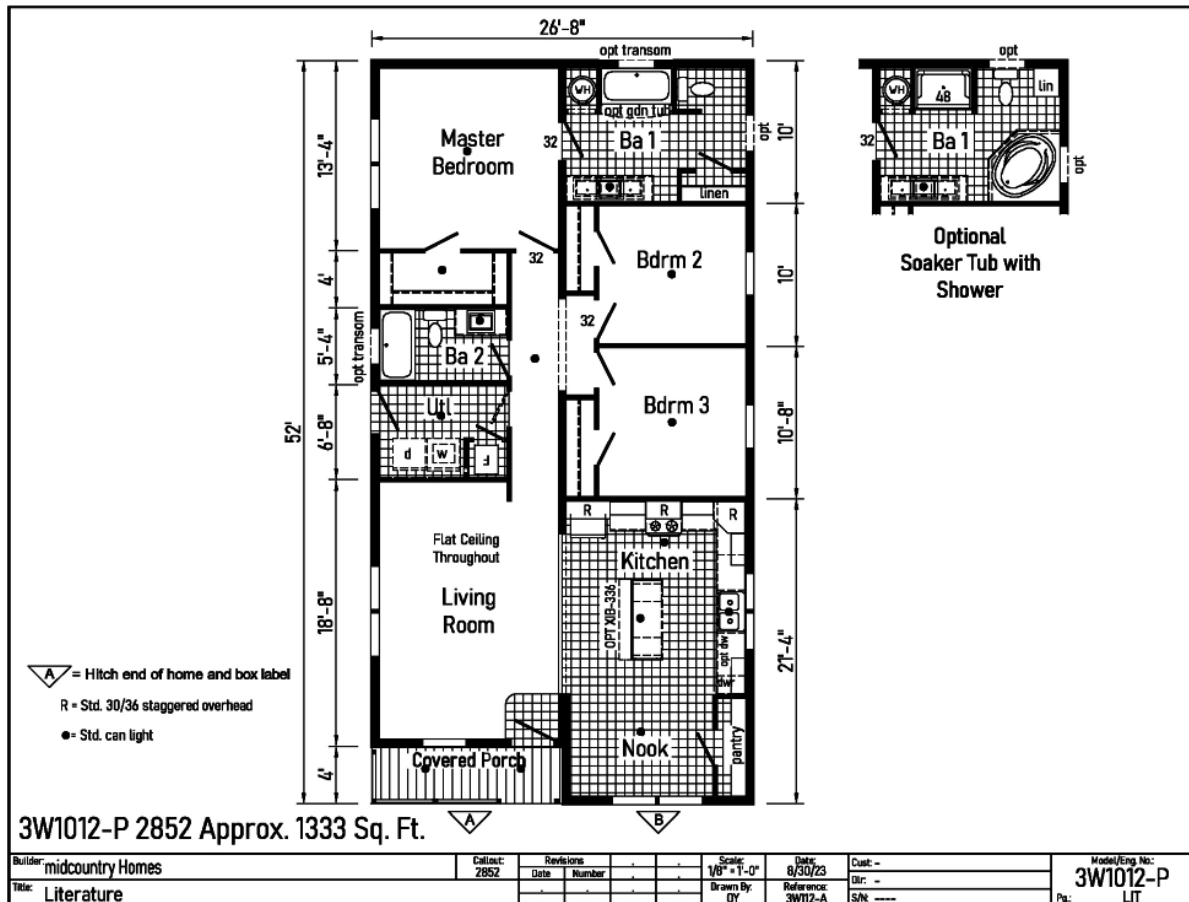 26'-8"
opt transom
WH
opt gdn tub
Master
Bedroom
32
Ba 1
opt
10'
13'-4"
linen
32
Bdrm 2
10'
4'
32
opt transom
Ba 2
5'-4"
Bdrm 3
10'-8"
Utl
52'
6'-8"
d
w
F
R
R
R
Flat Ceiling
Throughout
Kitchen
Living
Room
OPT XIB-336
18'-8"
21'-4"
opt dw
dwr
Nook
pantry
Covered Porch
4'
A
B
opt
WH
48
lin
32
Ba 1
opt
Optional
Soaker Tub with
Shower
A = Hitch end of home and box label
R = Std. 30/36 staggered overhead
● = Std. can light
3W1012-P 2852 Approx. 1333 Sq. Ft.
Builder: midcountry Homes
Title: Literature
Callout:
2852
Revisions
Date Number
Scale:
1/8" = 1'-0"
Drawn By:
DY
Date:
8/30/23
Reference:
3W112-A
Cust: -
Dlr: -
S/N: ----
Model/Eng. No.:
3W1012-P
Pg.: LIT